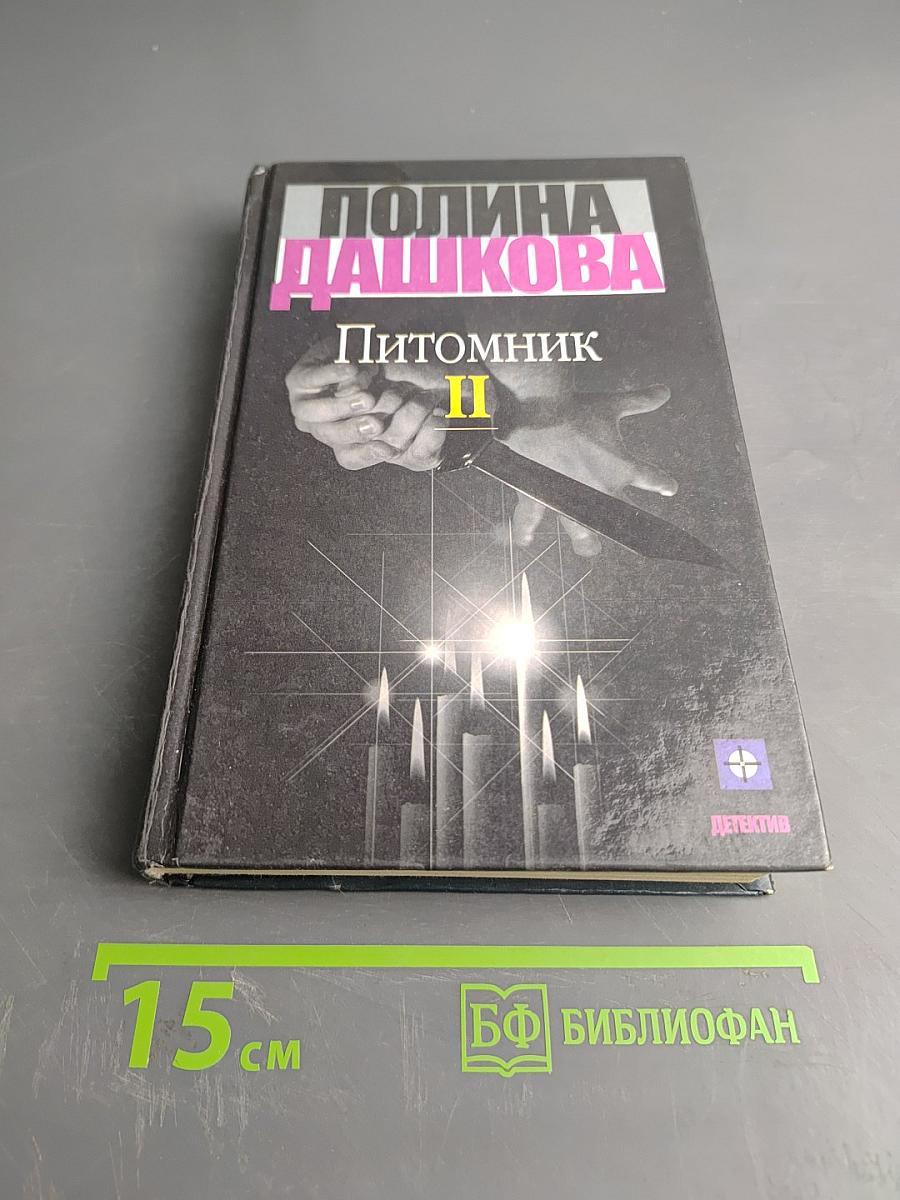 ПОЛИНА
ДАШКОВА
Питомник
II
ДЕТЕКТИВ
15 см
БФ БИБЛИОФАН